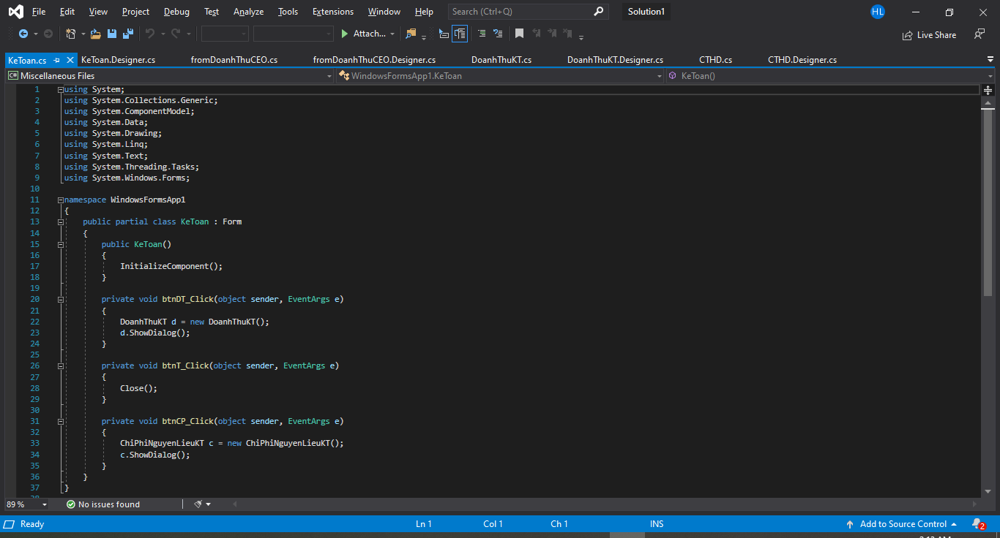 File Edit View Project Debug Test Analyze Tools Extensions Window Help Search (Ctrl+Q) Solution1 HL
Attach... Live Share
KeToan.cs KeToan.Designer.cs fromDoanhThuCEO.cs fromDoanhThuCEO.Designer.cs DoanhThuKT.cs DoanhThuKT.Designer.cs CTHD.cs CTHD.Designer.cs
C# Miscellaneous Files WindowsFormsApp1.KeToan KeToan()
1 using System;
2 using System.Collections.Generic;
3 using System.ComponentModel;
4 using System.Data;
5 using System.Drawing;
6 using System.Linq;
7 using System.Text;
8 using System.Threading.Tasks;
9 using System.Windows.Forms;
10
11 namespace WindowsFormsApp1
12 {
13 public partial class KeToan : Form
14 {
15 public KeToan()
16 {
17 InitializeComponent();
18 }
19
20 private void btnDT_Click(object sender, EventArgs e)
21 {
22 DoanhThuKT d = new DoanhThuKT();
23 d.ShowDialog();
24 }
25
26 private void btnT_Click(object sender, EventArgs e)
27 {
28 Close();
29 }
30
31 private void btnCP_Click(object sender, EventArgs e)
32 {
33 ChiPhiNguyenLieuKT c = new ChiPhiNguyenLieuKT();
34 c.ShowDialog();
35 }
36 }
37 }
89 % No issues found
Ready Ln 1 Col 1 Ch 1 INS Add to Source Control 2